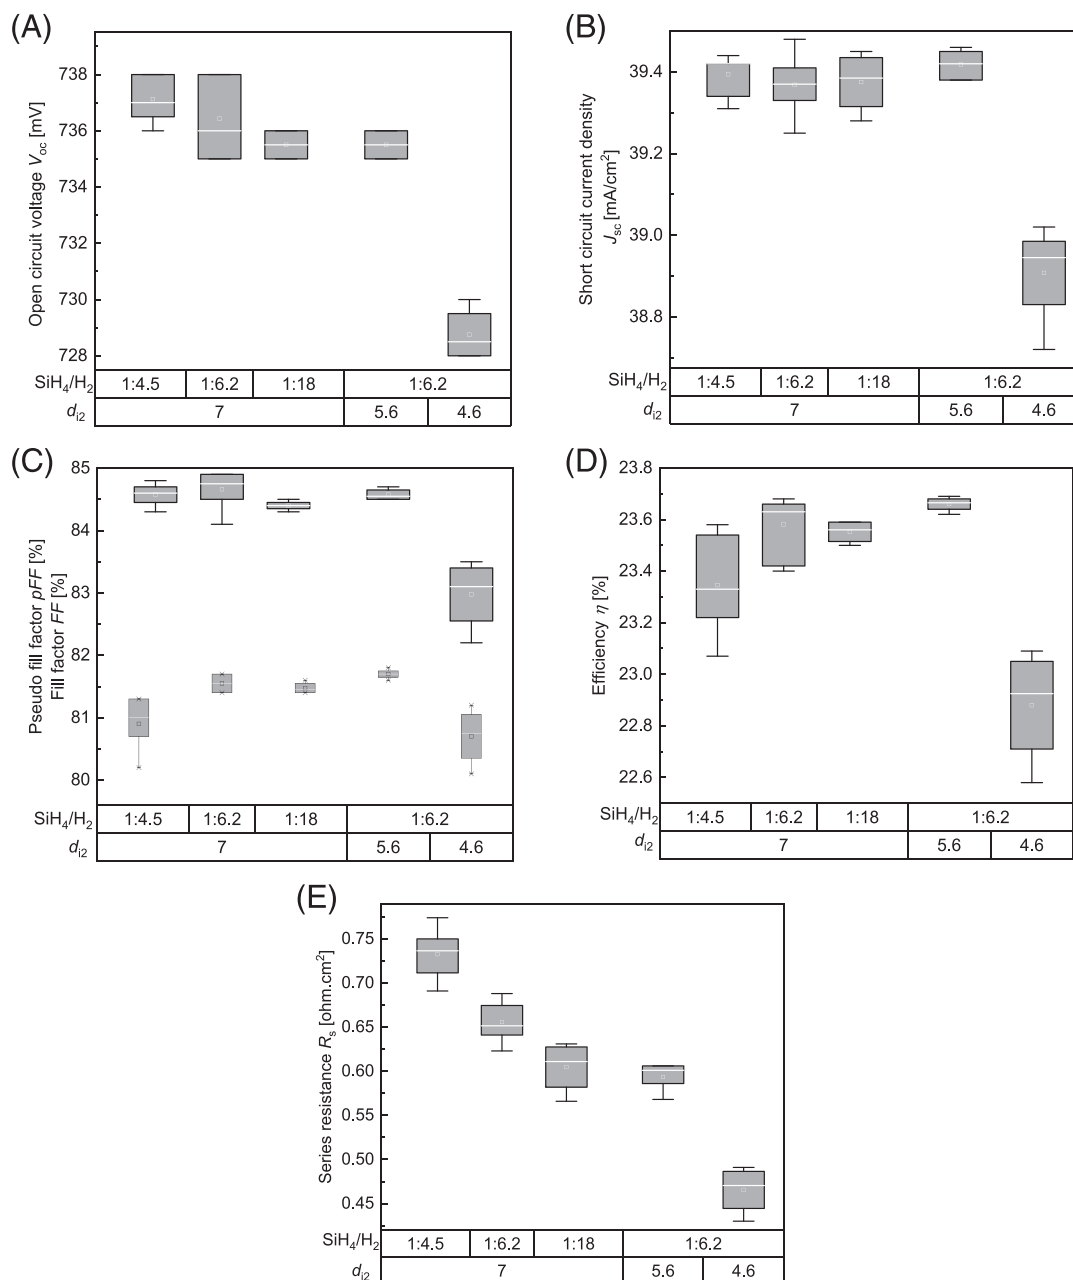 (A)
Open circuit voltage Voc [mV]
738
736
734
732
730
728
SiH4/H2 1:4.5 1:6.2 1:18 1:6.2
di2 7 5.6 4.6
(B)
Short circuit current density
Jsc [mA/cm²]
39.4
39.2
39.0
38.8
SiH4/H2 1:4.5 1:6.2 1:18 1:6.2
di2 7 5.6 4.6
(C)
Pseudo fill factor pFF [%]
Fill factor FF [%]
85
84
83
82
81
80
SiH4/H2 1:4.5 1:6.2 1:18 1:6.2
di2 7 5.6 4.6
(D)
Efficiency η [%]
23.8
23.6
23.4
23.2
23.0
22.8
22.6
SiH4/H2 1:4.5 1:6.2 1:18 1:6.2
di2 7 5.6 4.6
(E)
Series resistance Rs [ohm.cm²]
0.75
0.70
0.65
0.60
0.55
0.50
0.45
SiH4/H2 1:4.5 1:6.2 1:18 1:6.2
di2 7 5.6 4.6